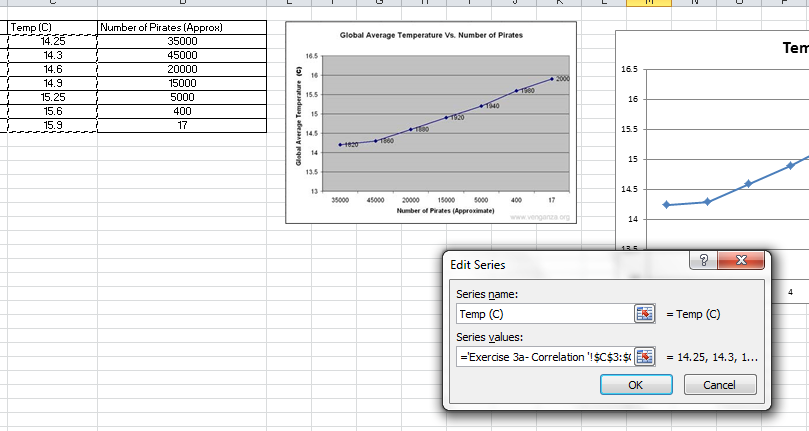 Temp (C) Number of Pirates (Approx)
14.25 35000
14.3 45000
14.6 20000
14.9 15000
15.25 5000
15.6 400
15.9 17
Global Average Temperature Vs. Number of Pirates
Global Average Temperature (C)
16.5
16
15.5
15
14.5
14
13.5
13
1820
1860
1880
1920
1940
1980
2000
35000 45000 20000 15000 5000 400 17
Number of Pirates (Approximate)
www.venganza.org
16.5
16
15.5
15
14.5
14
13.5
4
Edit Series
Series name:
Temp (C) = Temp (C)
Series values:
='Exercise 3a- Correlation '!$C$3:$ = 14.25, 14.3, 1...
OK Cancel